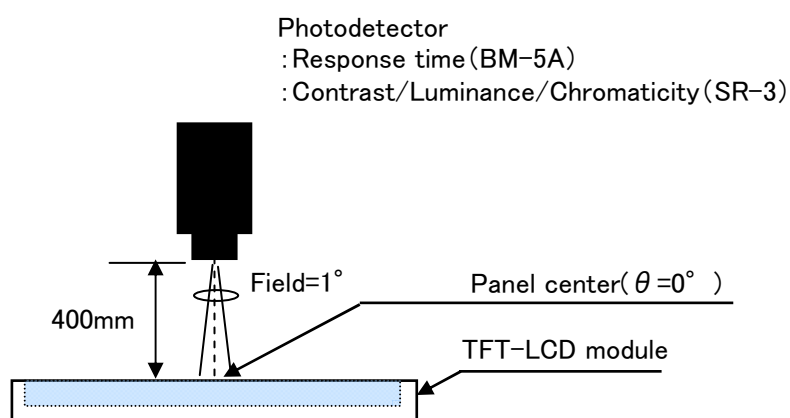 Photodetector
:Response time(BM-5A)
:Contrast/Luminance/Chromaticity(SR-3)
Field=1°
Panel center(θ=0° )
400mm
TFT-LCD module